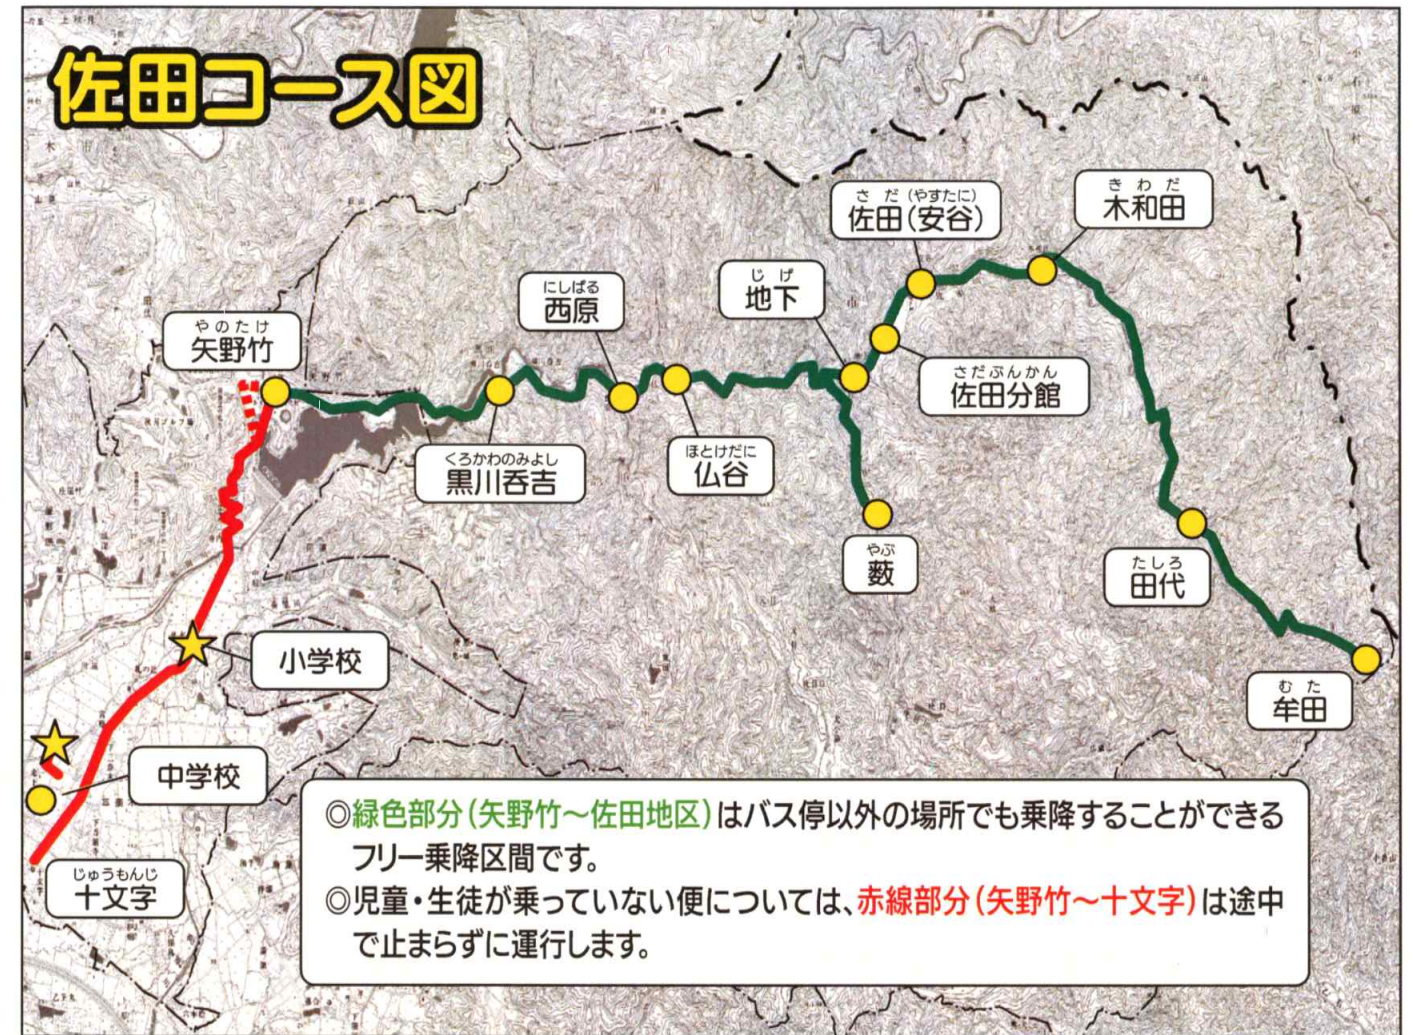 佐田コース図
きわだ
木和田
さだ(やすたに)
佐田(安谷)
じげ
地下
にしばる
西原
やのたけ
矢野竹
さだぶんかん
佐田分館
ほとけだに
仏谷
くろかわのみよし
黒川呑吉
やぶ
薮
たしろ
田代
小学校
むた
牟田
中学校
じゅうもんじ
十文字
◎緑色部分(矢野竹～佐田地区)はバス停以外の場所でも乗降することができる
フリー乗降区間です。
◎児童・生徒が乗っていない便については、赤線部分(矢野竹～十文字)は途中
で止まらずに運行します。